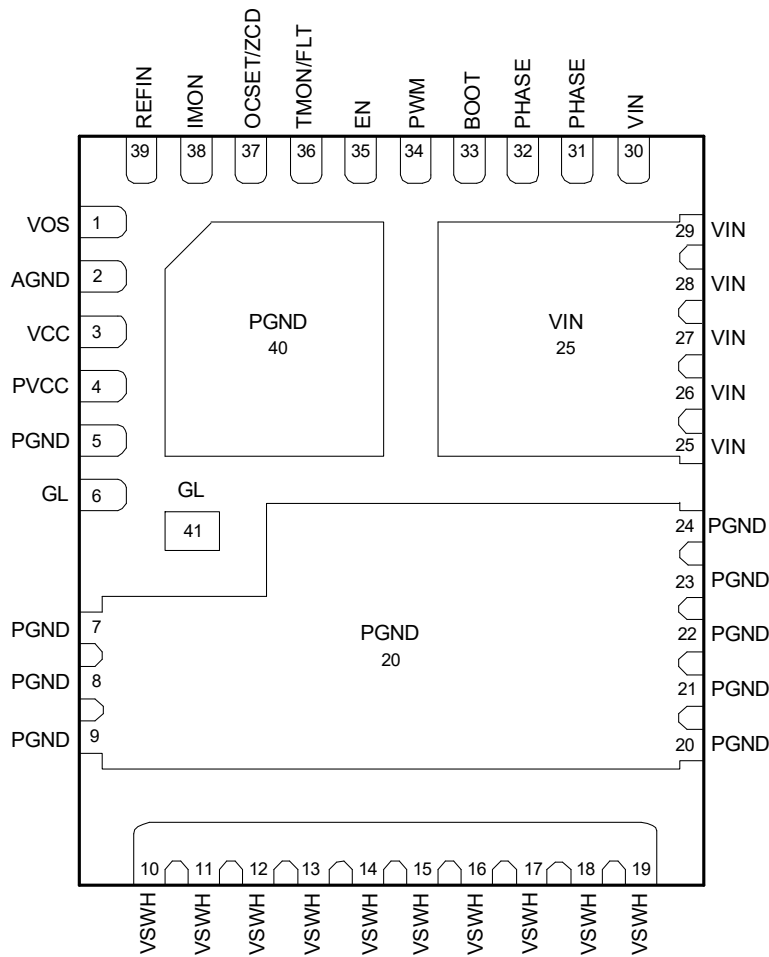 REFIN
IMON
OCSET/ZCD
TMON/FLT
EN
PWM
BOOT
PHASE
PHASE
VIN
39
38
37
36
35
34
33
32
31
30
VOS 1
AGND 2
VCC 3
PVCC 4
PGND 5
GL 6
PGND 7
PGND 8
PGND 9
PGND
40
VIN
25
GL
41
PGND
20
29 VIN
28 VIN
27 VIN
26 VIN
25 VIN
24 PGND
23 PGND
22 PGND
21 PGND
20 PGND
10
11
12
13
14
15
16
17
18
19
VSWH
VSWH
VSWH
VSWH
VSWH
VSWH
VSWH
VSWH
VSWH
VSWH